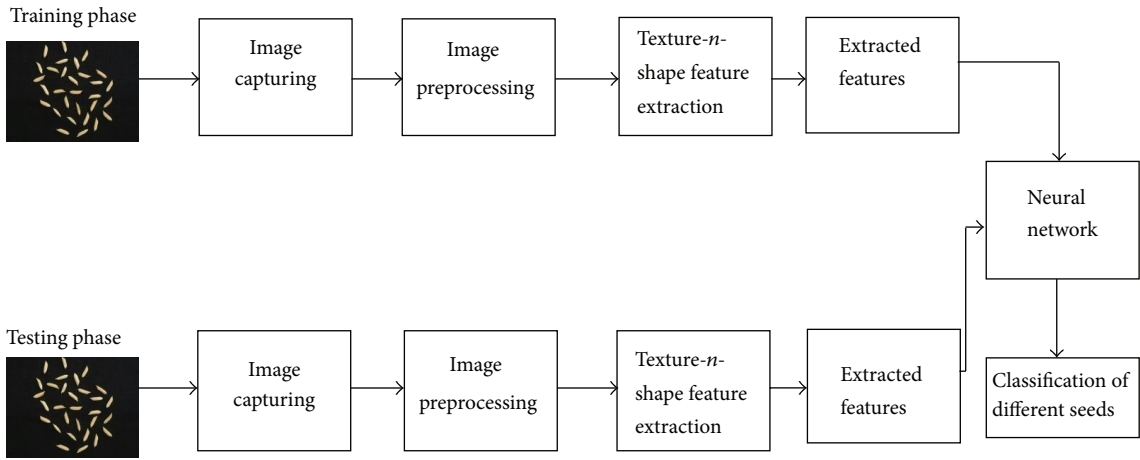 Training phase
Image
capturing
Image
preprocessing
Texture-n-
shape feature
extraction
Extracted
features
Neural
network
Testing phase
Image
capturing
Image
preprocessing
Texture-n-
shape feature
extraction
Extracted
features
Classification of
different seeds